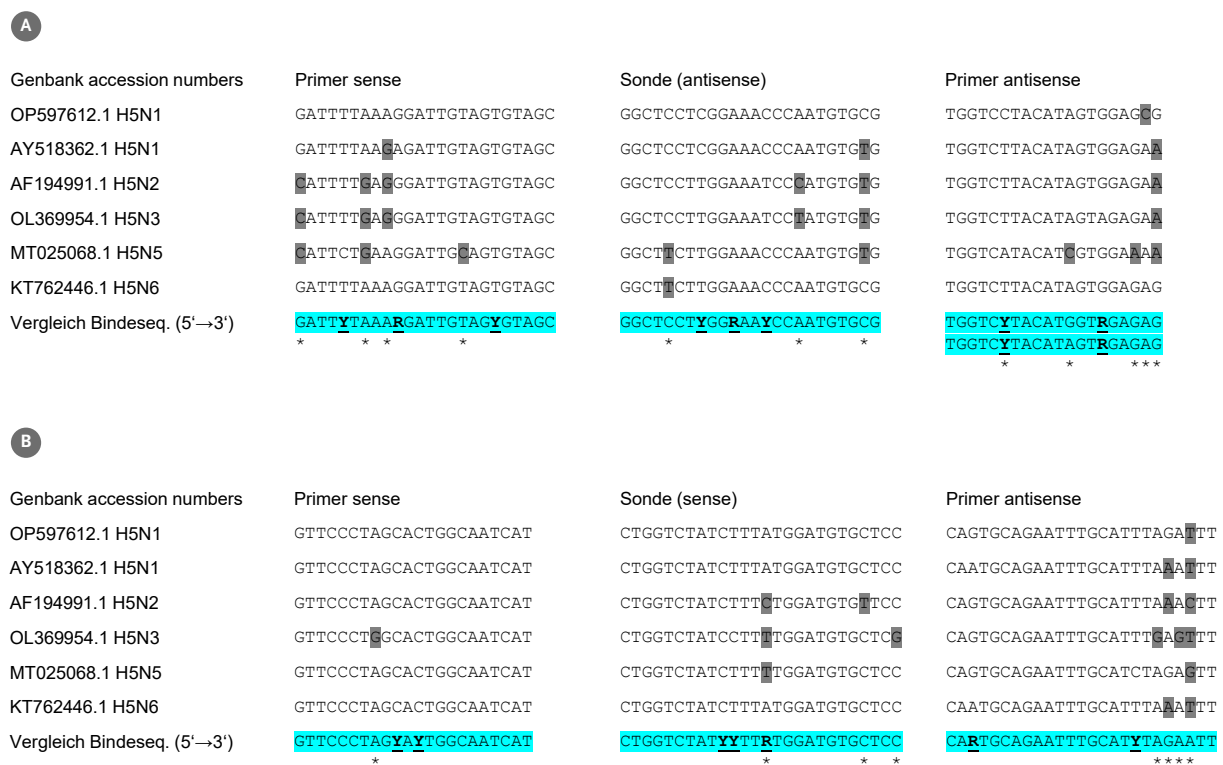 A
Genbank accession numbers Primer sense Sonde (antisense) Primer antisense
OP597612.1 H5N1 GATTTTAAAGGATTGTAGTGTAGC GGCTCCTCGGAAACCCAATGTGCG TGGTCCTACATAGTGGAGCG
AY518362.1 H5N1 GATTTTAAGAGATTGTAGTGTAGC GGCTCCTCGGAAACCCAATGTGTG TGGTCTTACATAGTGGAGAA
AF194991.1 H5N2 CATTTTGAGGGATTGTAGTGTAGC GGCTCCTTGGAAATCCCATGTGTG TGGTCTTACATAGTGGAGAA
OL369954.1 H5N3 CATTTTGAGGGATTGTAGTGTAGC GGCTCCTTGGAAATCCTATGTGTG TGGTCTTACATAGTAGAGAA
MT025068.1 H5N5 CATTCTGAAGGATTGCAGTGTAGC GGCTTCTTGGAAACCCAATGTGTG TGGTCATACATCGTGGAAAA
KT762446.1 H5N6 GATTTTAAAGGATTGTAGTGTAGC GGCTTCTTGGAAACCCAATGTGCG TGGTCTTACATAGTGGAGAG
Vergleich Bindeseq. (5‘→3‘) GATTYTAAARGATTGTAGYGTAGC GGCTCCTYGGRAAYCCAATGTGCG TGGTCYTACATGGTRGAGAG
TGGTCYTACATAGTRGAGAG
* * * * * * * * * ***
B
Genbank accession numbers Primer sense Sonde (sense) Primer antisense
OP597612.1 H5N1 GTTCCCTAGCACTGGCAATCAT CTGGTCTATCTTTATGGATGTGCTCC CAGTGCAGAATTTGCATTTAGATTT
AY518362.1 H5N1 GTTCCCTAGCACTGGCAATCAT CTGGTCTATCTTTATGGATGTGCTCC CAATGCAGAATTTGCATTTAAATTT
AF194991.1 H5N2 GTTCCCTAGCACTGGCAATCAT CTGGTCTATCTTTCTGGATGTGTTCC CAGTGCAGAATTTGCATTTAAACTT
OL369954.1 H5N3 GTTCCCTGGCACTGGCAATCAT CTGGTCTATCCTTTTGGATGTGCTCG CAGTGCAGAATTTGCATTTGAGTTT
MT025068.1 H5N5 GTTCCCTAGCACTGGCAATCAT CTGGTCTATCTTTTTGGATGTGCTCC CAGTGCAGAATTTGCATCTAGAGTT
KT762446.1 H5N6 GTTCCCTAGCACTGGCAATCAT CTGGTCTATCTTTATGGATGTGCTCC CAATGCAGAATTTGCATTTAAATTT
Vergleich Bindeseq. (5‘→3‘) GTTCCCTAGYAYTGGCAATCAT CTGGTCTATYYTTRTGGATGTGCTCC CARTGCAGAATTTGCATYTAGAATT
* * * * ****